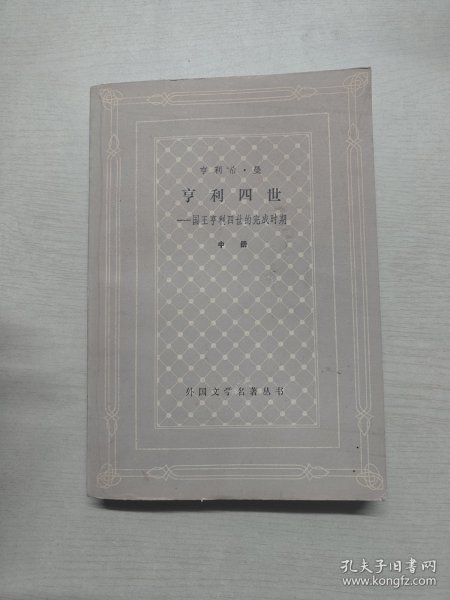 亨利希·曼
亨利四世
——国王亨利四世的完成时期
中册
外国文学名著丛书
孔夫子旧书网
www.kongfz.com